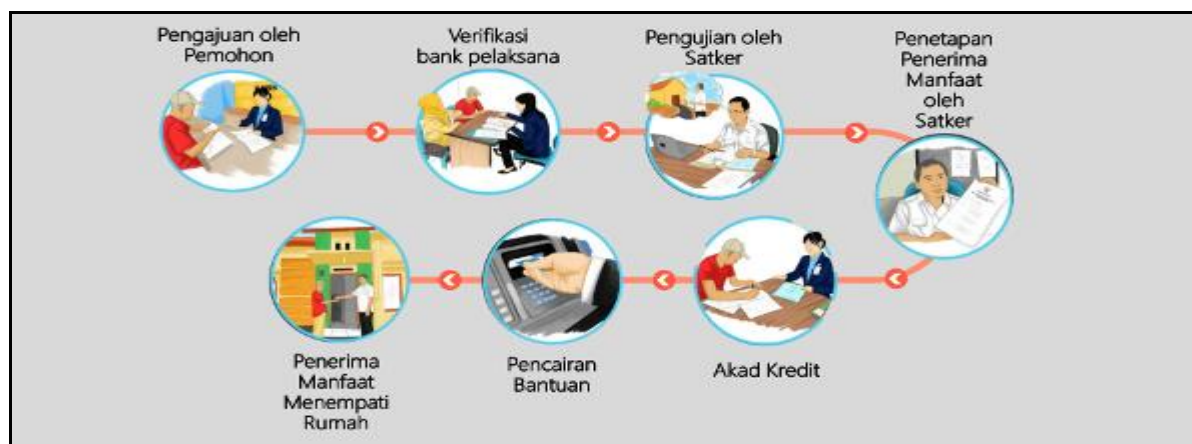 Pengajuan oleh
Pemohon
Verifikasi
bank pelaksana
Pengujian oleh
Satker
Penetapan
Penerima
Manfaat
oleh
Satker
Akad Kredit
Pencairan
Bantuan
Penerima
Manfaat
Menempati
Rumah